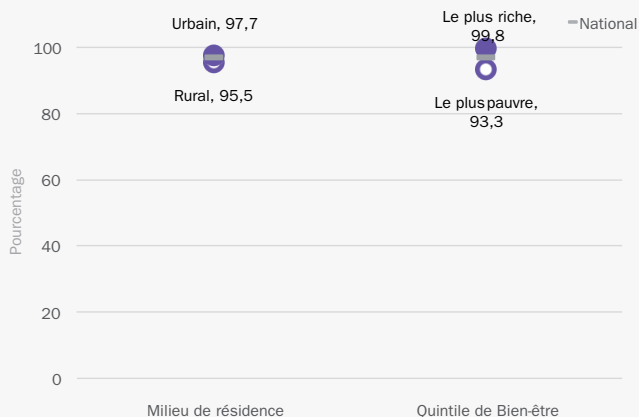 Urbain, 97,7
Le plus riche,
99,8
National
100
Rural, 95,5
Le plus pauvre,
93,3
80
60
40
20
0
Pourcentage
Milieu de résidence
Quintile de Bien-être